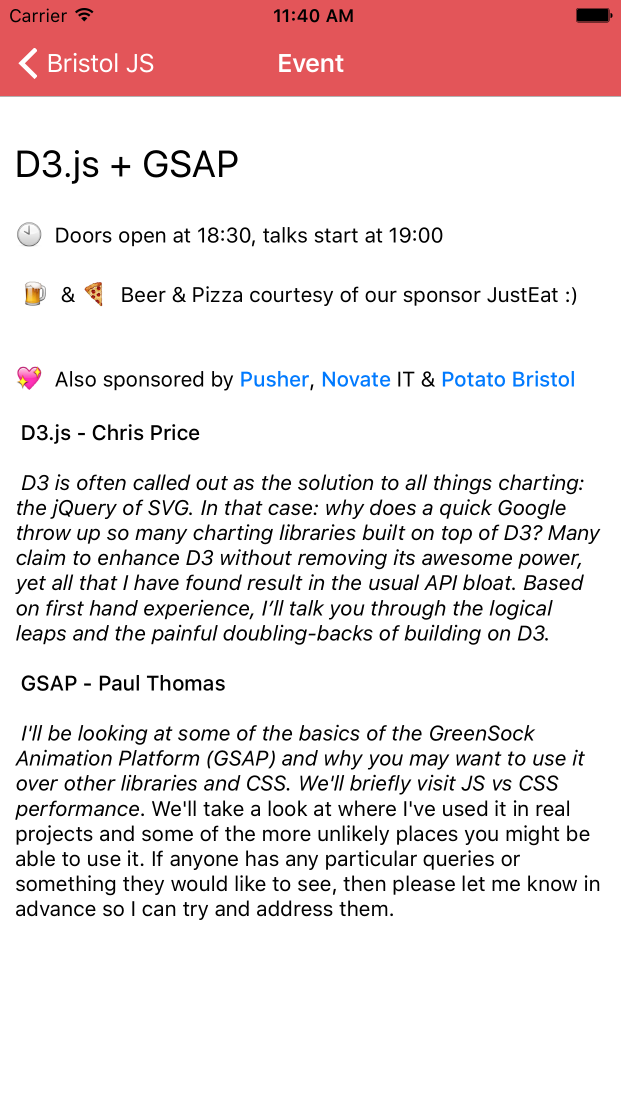 Carrier 11:40 AM
Bristol JS Event
D3.js + GSAP
🕙 Doors open at 18:30, talks start at 19:00
🍺 & 🍕 Beer & Pizza courtesy of our sponsor JustEat :)
💖 Also sponsored by Pusher, Novate IT & Potato Bristol
D3.js - Chris Price
D3 is often called out as the solution to all things charting:
the jQuery of SVG. In that case: why does a quick Google
throw up so many charting libraries built on top of D3? Many
claim to enhance D3 without removing its awesome power,
yet all that I have found result in the usual API bloat. Based
on first hand experience, I’ll talk you through the logical
leaps and the painful doubling-backs of building on D3.
GSAP - Paul Thomas
I'll be looking at some of the basics of the GreenSock
Animation Platform (GSAP) and why you may want to use it
over other libraries and CSS. We'll briefly visit JS vs CSS
performance. We'll take a look at where I've used it in real
projects and some of the more unlikely places you might be
able to use it. If anyone has any particular queries or
something they would like to see, then please let me know in
advance so I can try and address them.